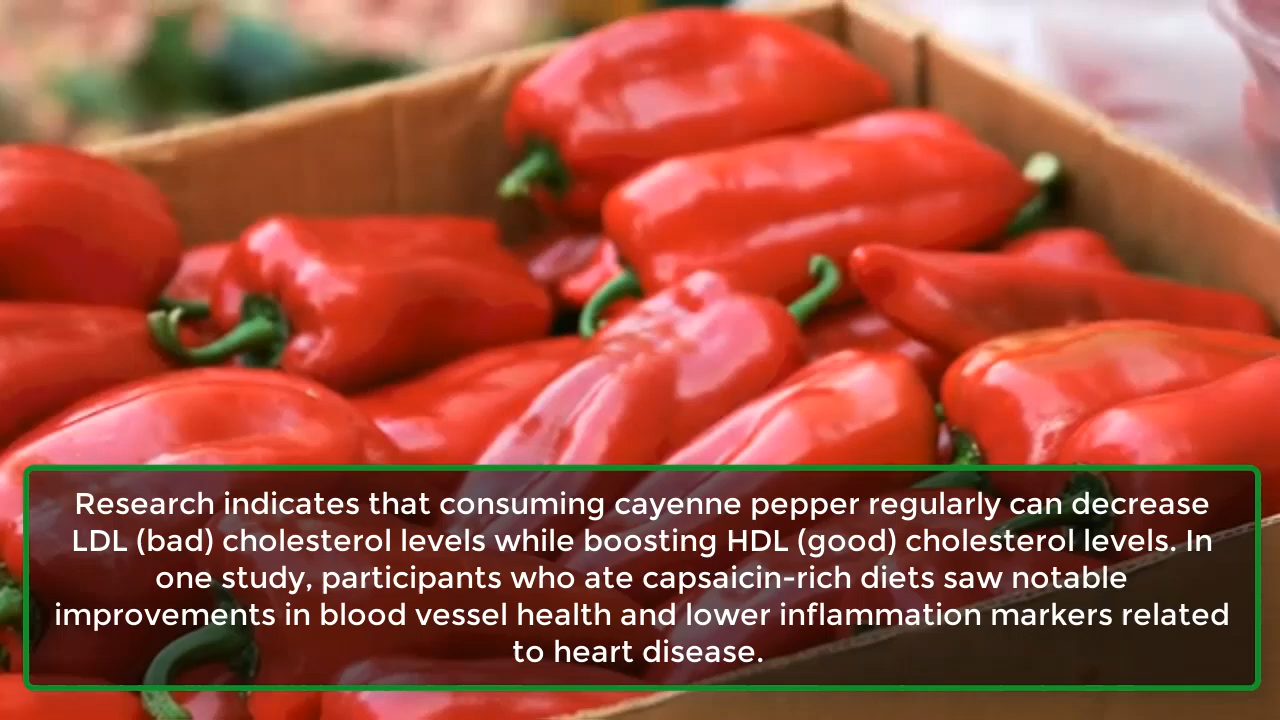 Research indicates that consuming cayenne pepper regularly can decrease
LDL (bad) cholesterol levels while boosting HDL (good) cholesterol levels. In
one study, participants who ate capsaicin-rich diets saw notable
improvements in blood vessel health and lower inflammation markers related
to heart disease.